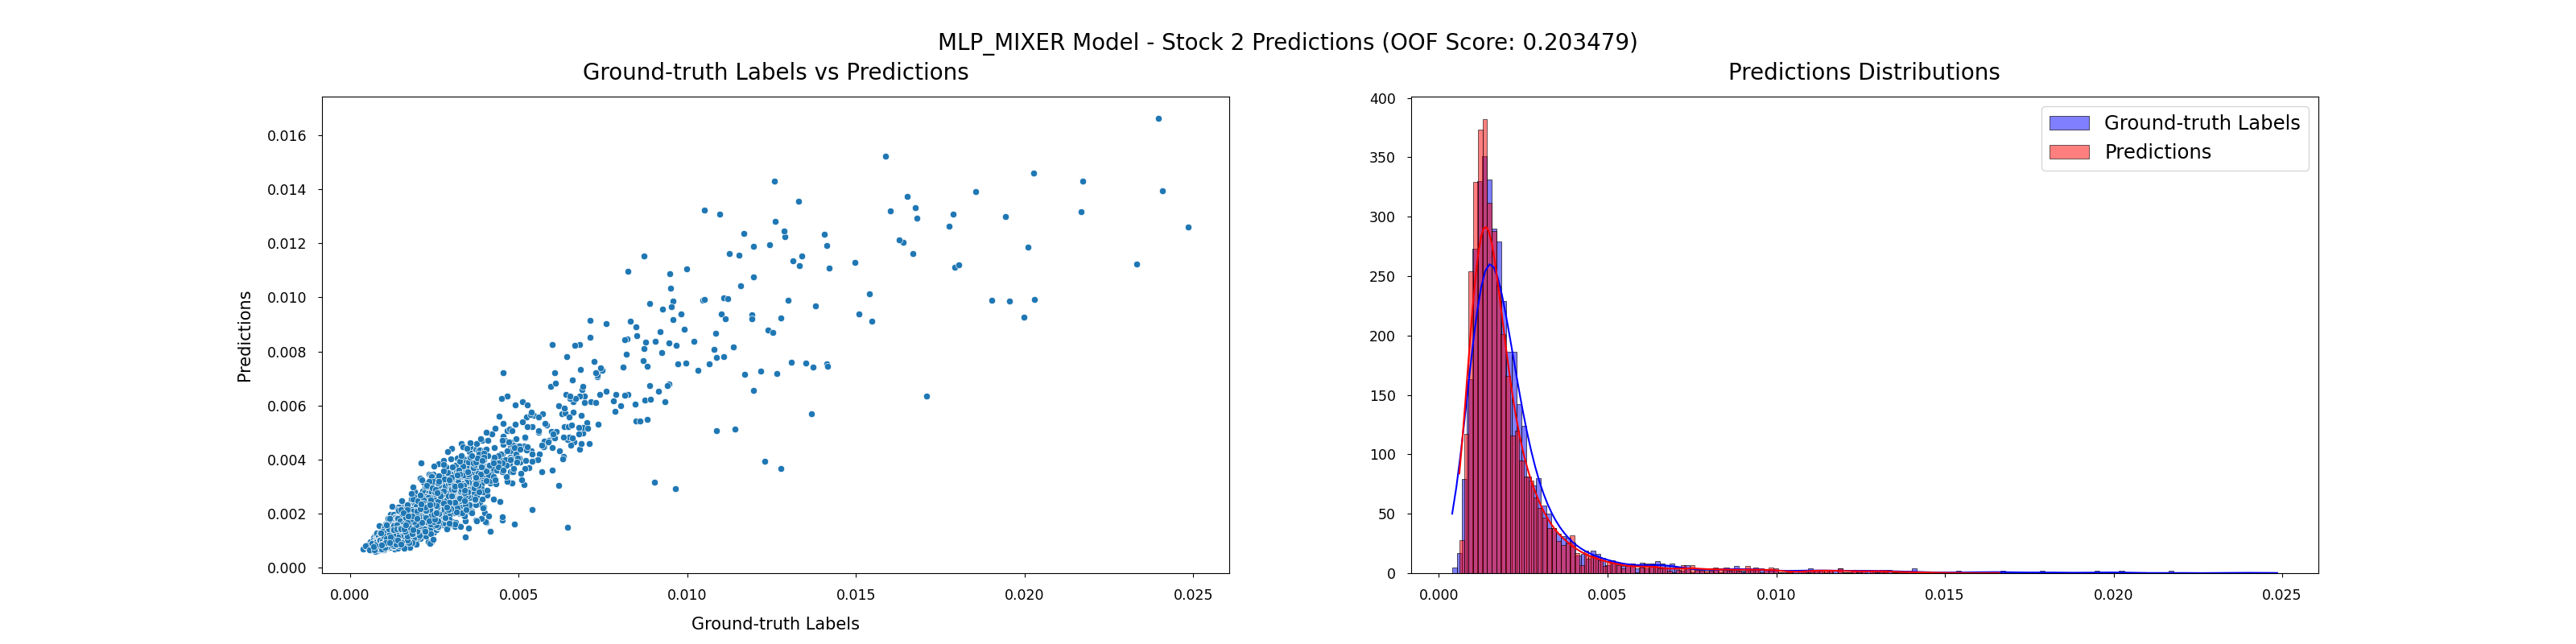 MLP_MIXER Model - Stock 2 Predictions (OOF Score: 0.203479)
Ground-truth Labels vs Predictions
0.016
0.014
0.012
0.010
0.008
0.006
0.004
0.002
0.000
Predictions
0.000 0.005 0.010 0.015 0.020 0.025
Ground-truth Labels
Predictions Distributions
400
350
300
250
200
150
100
50
0
Ground-truth Labels
Predictions
0.000 0.005 0.010 0.015 0.020 0.025